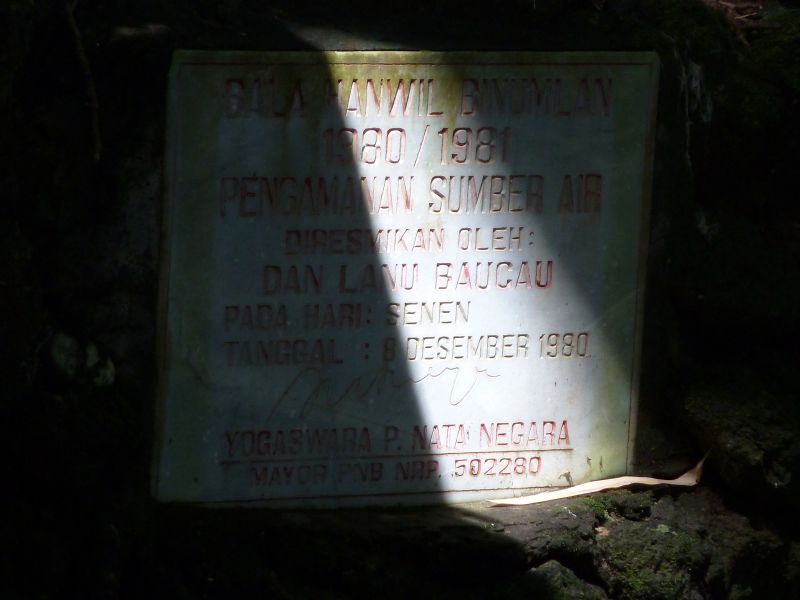 BALA HANWIL BINUMLAN
1980/1981
PENGAMANAN SUMBER AIR
DIRESMIKAN OLEH:
DAN LANU BAUCAU
PADA HARI: SENEN
TANGGAL : 8 DESEMBER 1980
YOGASWARA P. NATA NEGARA
MAYOR PNB NRP. 502280